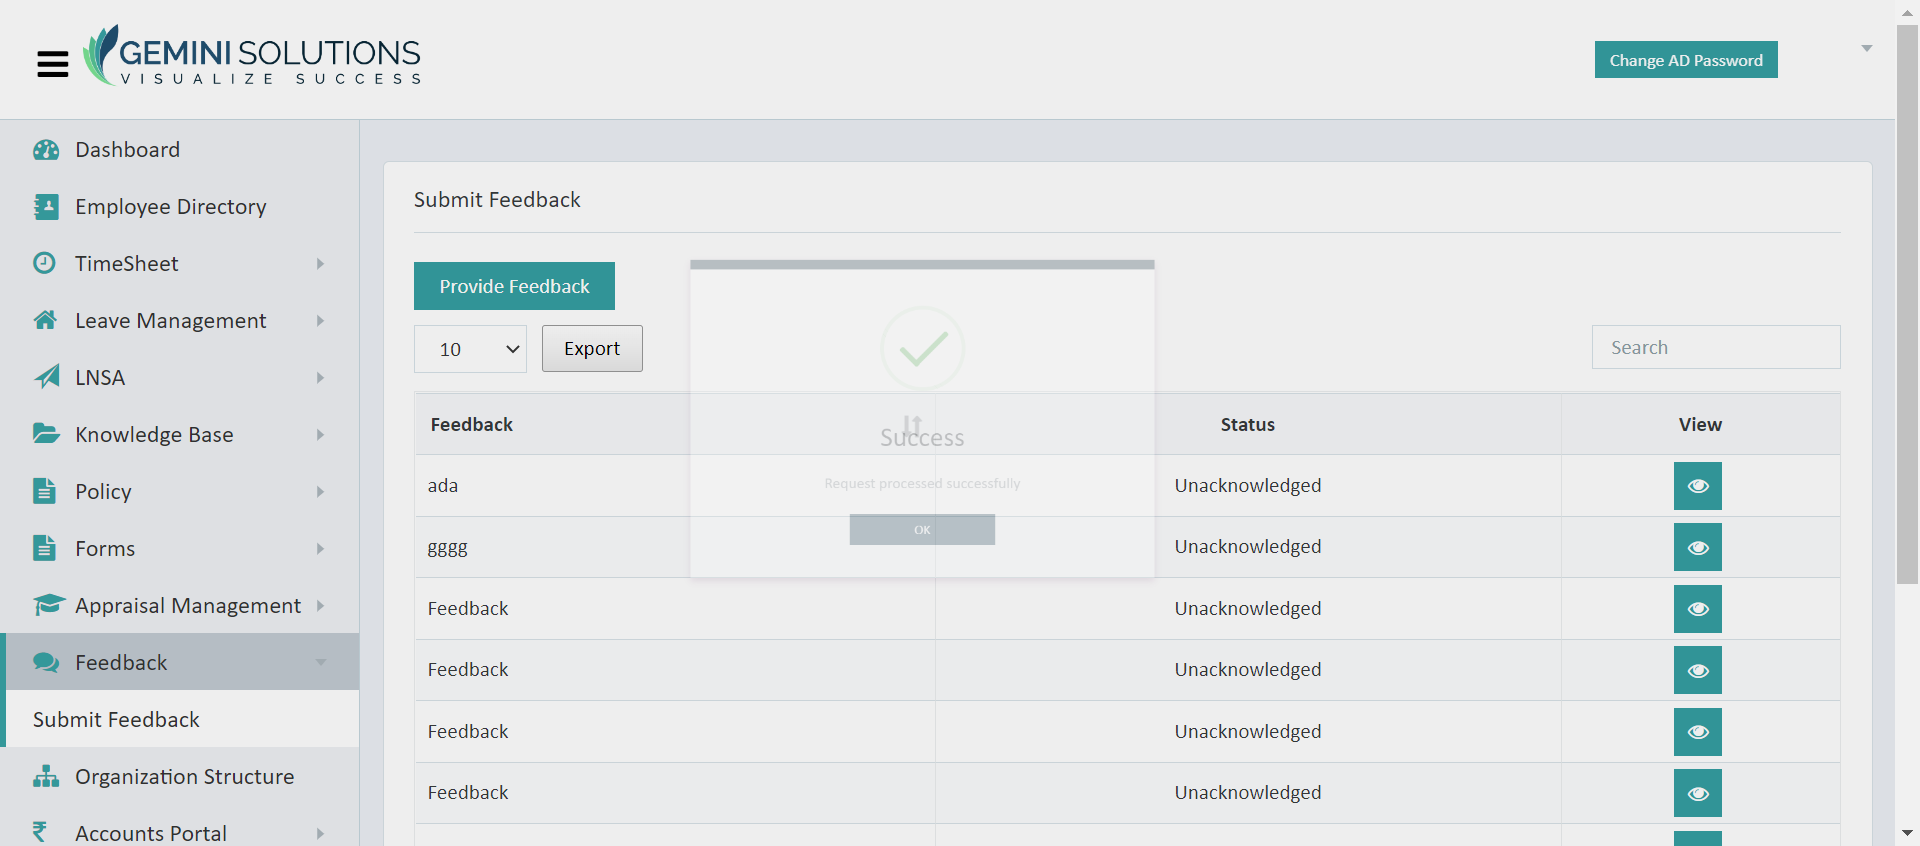 GEMINI SOLUTIONS
VISUALIZE SUCCESS
Change AD Password
Dashboard
Employee Directory
TimeSheet
Leave Management
LNSA
Knowledge Base
Policy
Forms
Appraisal Management
Feedback
Submit Feedback
Organization Structure
Accounts Portal
Submit Feedback
Provide Feedback
10
Export
Search
Feedback Status View
ada Unacknowledged
gggg Unacknowledged
Feedback Unacknowledged
Feedback Unacknowledged
Feedback Unacknowledged
Feedback Unacknowledged
Success
Request processed successfully
OK